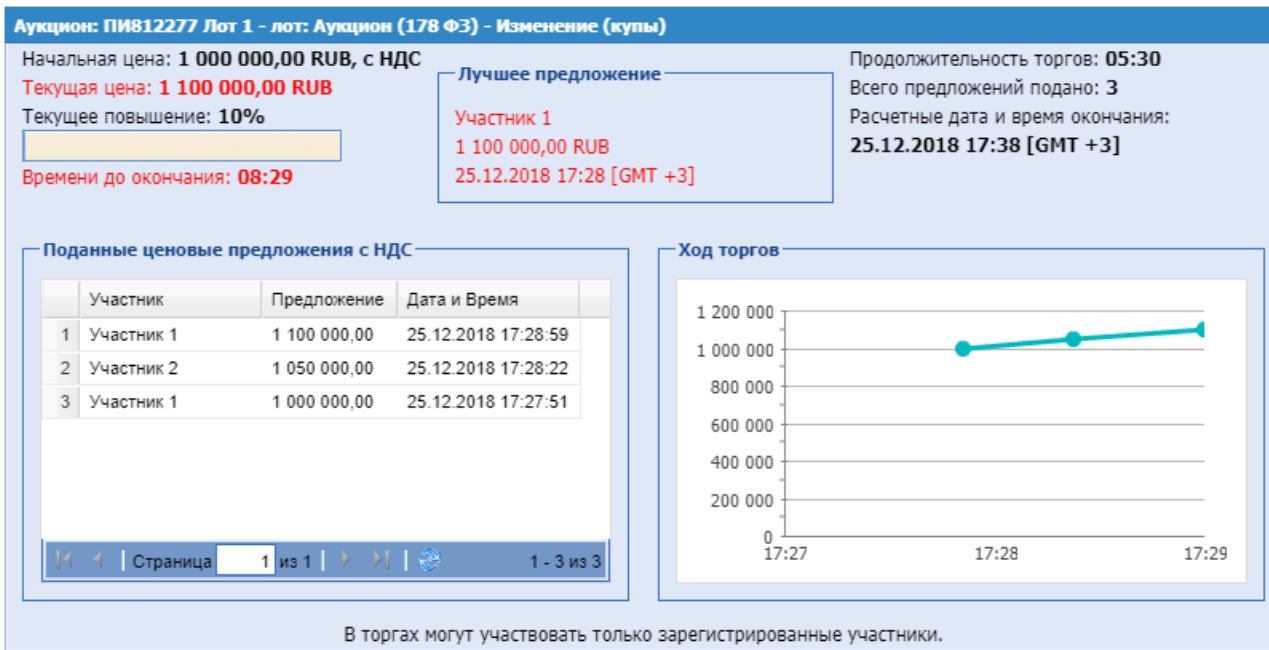 Аукцион: ПИ812277 Лот 1 - лот: Аукцион (178 ФЗ) - Изменение (купы)
Начальная цена: 1 000 000,00 RUB, с НДС
Текущая цена: 1 100 000,00 RUB
Текущее повышение: 10%
Времени до окончания: 08:29
Лучшее предложение
Участник 1
1 100 000,00 RUB
25.12.2018 17:28 [GMT +3]
Продолжительность торгов: 05:30
Всего предложений подано: 3
Расчетные дата и время окончания:
25.12.2018 17:38 [GMT +3]
Поданные ценовые предложения с НДС
Участник Предложение Дата и Время
1 Участник 1 1 100 000,00 25.12.2018 17:28:59
2 Участник 2 1 050 000,00 25.12.2018 17:28:22
3 Участник 1 1 000 000,00 25.12.2018 17:27:51
Страница 1 из 1 1 - 3 из 3
Ход торгов
1 200 000
1 000 000
800 000
600 000
400 000
200 000
0
17:27 17:28 17:29
В торгах могут участвовать только зарегистрированные участники.